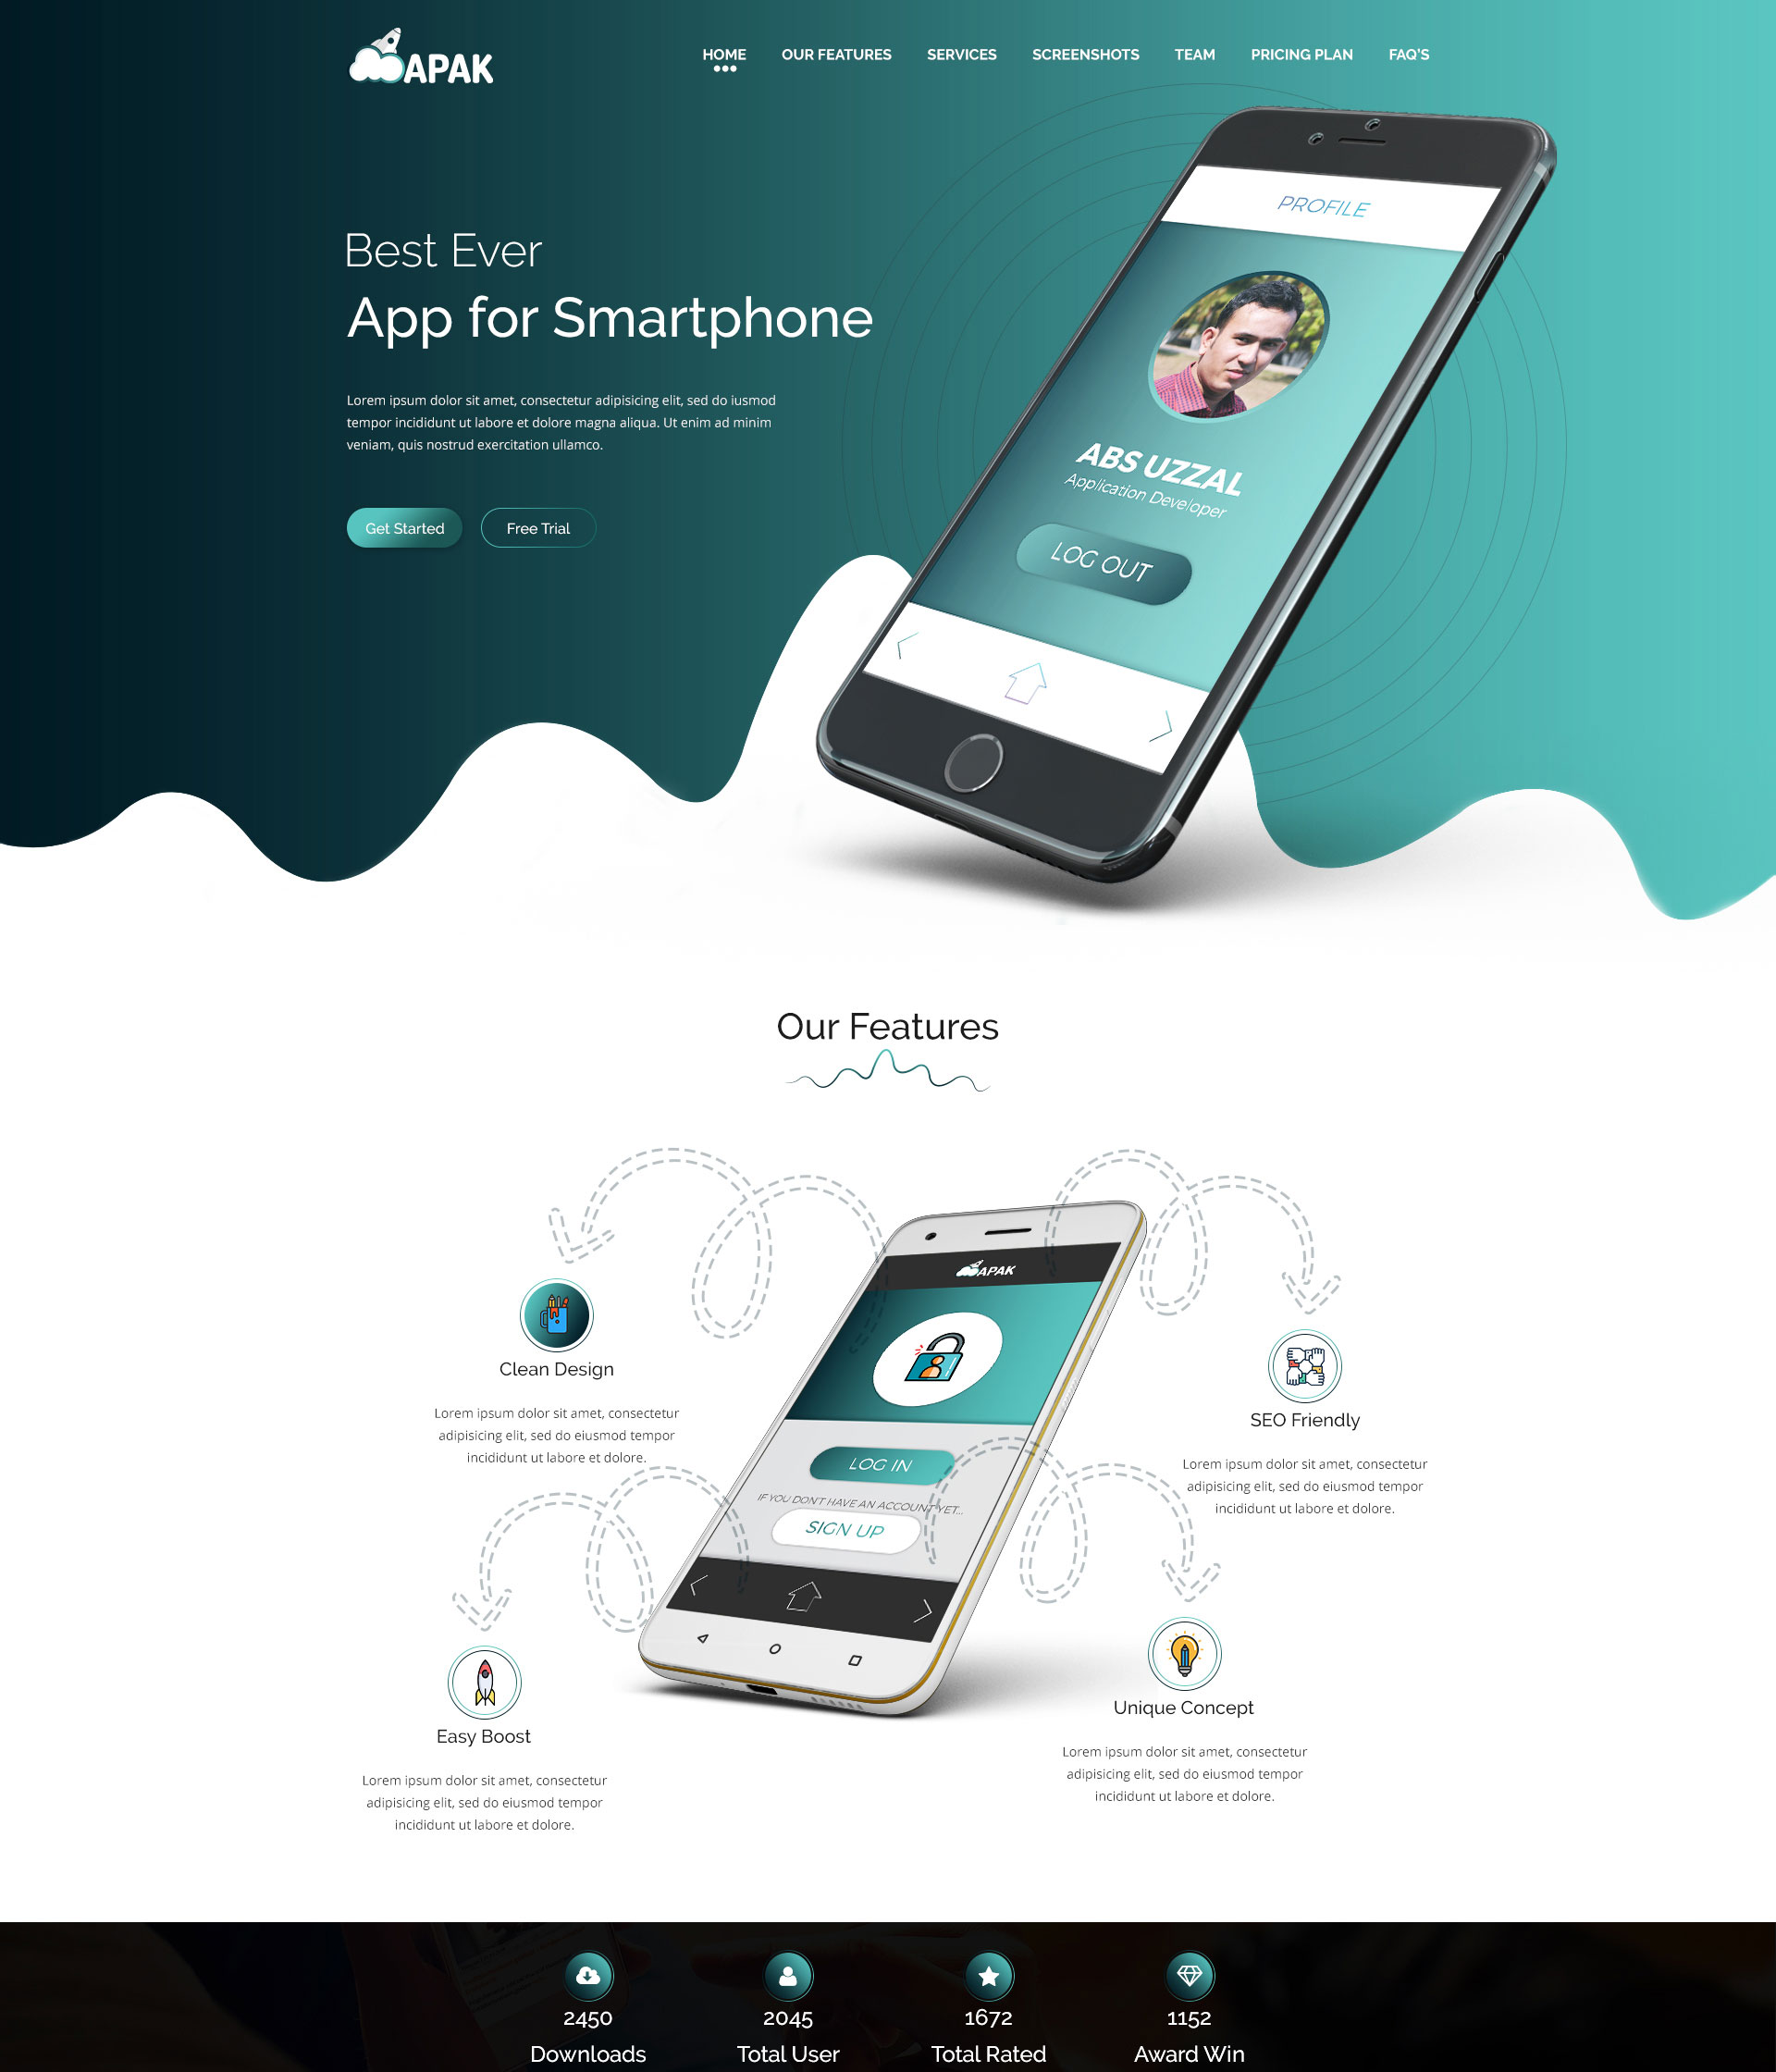 APAK
HOME OUR FEATURES SERVICES SCREENSHOTS TEAM PRICING PLAN FAQ'S
Best Ever
App for Smartphone
Lorem ipsum dolor sit amet, consectetur adipisicing elit, sed do iusmod
tempor incididunt ut labore et dolore magna aliqua. Ut enim ad minim
veniam, quis nostrud exercitation ullamco.
Get Started
Free Trial
PROFILE
ABS UZZAL
Application Developer
LOG OUT
Our Features
Clean Design
Lorem ipsum dolor sit amet, consectetur
adipisicing elit, sed do eiusmod tempor
incididunt ut labore et dolore.
Easy Boost
Lorem ipsum dolor sit amet, consectetur
adipisicing elit, sed do eiusmod tempor
incididunt ut labore et dolore.
APAK
LOG IN
IF YOU DON'T HAVE AN ACCOUNT YET...
SIGN UP
SEO Friendly
Lorem ipsum dolor sit amet, consectetur
adipisicing elit, sed do eiusmod tempor
incididunt ut labore et dolore.
Unique Concept
Lorem ipsum dolor sit amet, consectetur
adipisicing elit, sed do eiusmod tempor
incididunt ut labore et dolore.
2450
Downloads
2045
Total User
1672
Total Rated
1152
Award Win